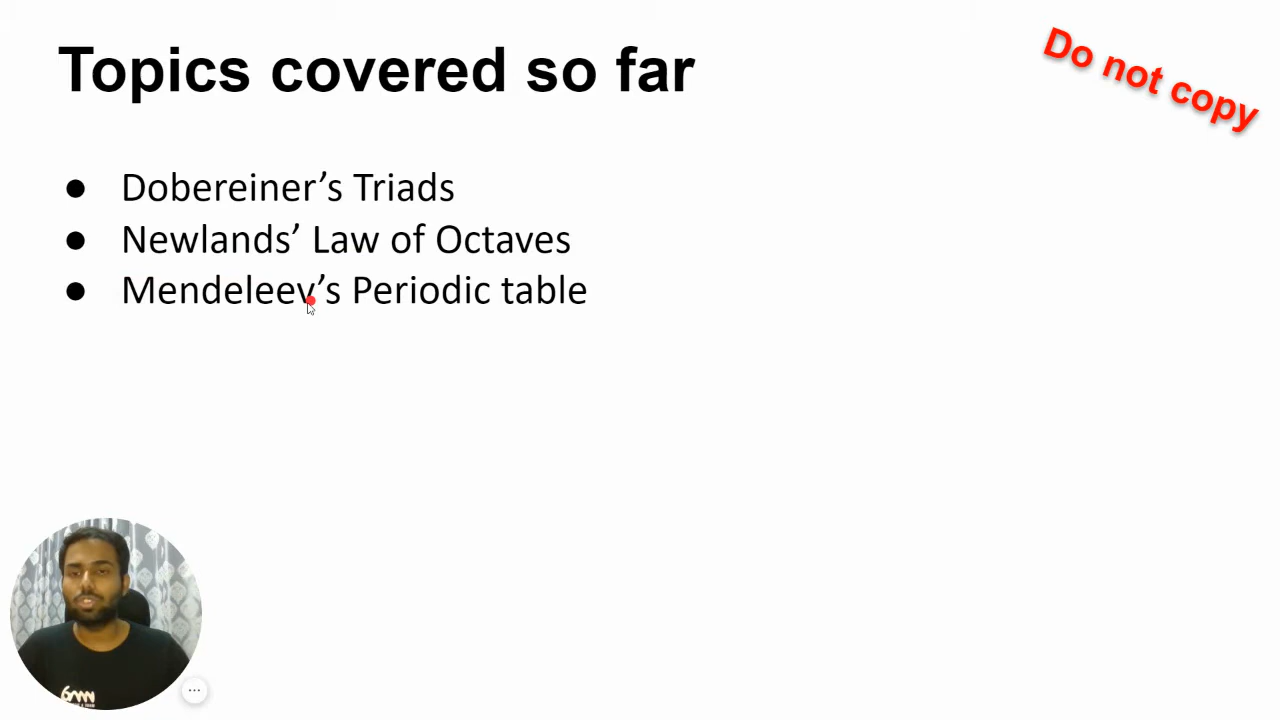 Topics covered so far
Do not copy
● Dobereiner’s Triads
● Newlands’ Law of Octaves
● Mendeleev’s Periodic table